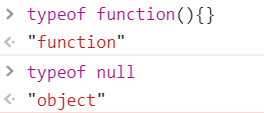 > typeof function(){}
<· "function"
> typeof null
<· "object"